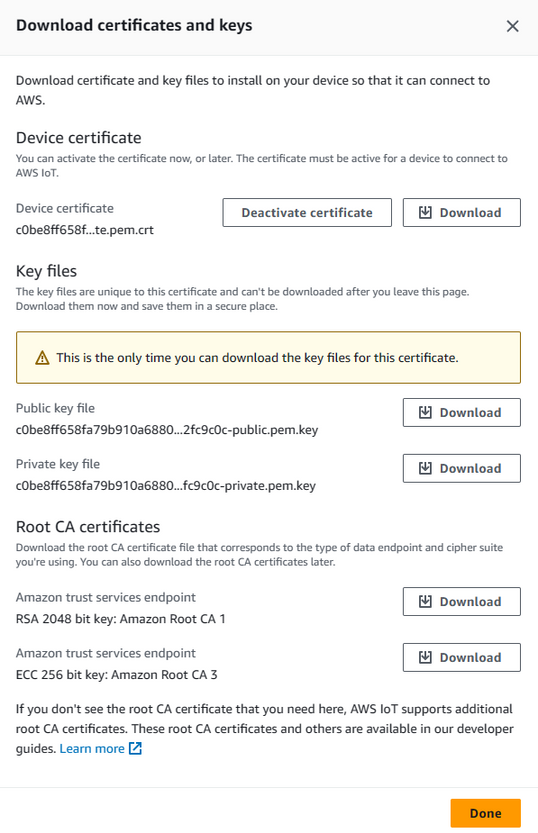 Download certificates and keys
Download certificate and key files to install on your device so that it can connect to
AWS.
Device certificate
You can activate the certificate now, or later. The certificate must be active for a device to connect to
AWS IoT.
Device certificate
c0be8ff658f...te.pem.crt
Deactivate certificate
Download
Key files
The key files are unique to this certificate and can't be downloaded after you leave this page.
Download them now and save them in a secure place.
This is the only time you can download the key files for this certificate.
Public key file
c0be8ff658fa79b910a6880...2fc9c0c-public.pem.key
Download
Private key file
c0be8ff658fa79b910a6880...fc9c0c-private.pem.key
Download
Root CA certificates
Download the root CA certificate file that corresponds to the type of data endpoint and cipher suite
you're using. You can also download the root CA certificates later.
Amazon trust services endpoint
RSA 2048 bit key: Amazon Root CA 1
Download
Amazon trust services endpoint
ECC 256 bit key: Amazon Root CA 3
Download
If you don't see the root CA certificate that you need here, AWS IoT supports additional
root CA certificates. These root CA certificates and others are available in our developer
guides. Learn more
Done